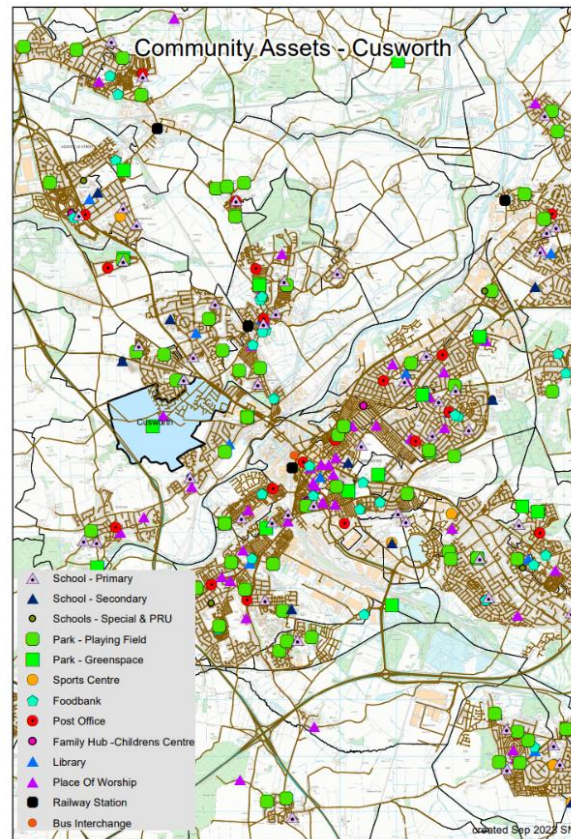 Community Assets - Cusworth
Cusworth
School - Primary
School - Secondary
Schools - Special & PRU
Park - Playing Field
Park - Greenspace
Sports Centre
Foodbank
Post Office
Family Hub -Childrens Centre
Library
Place Of Worship
Railway Station
Bus Interchange
created Sep 2023 S